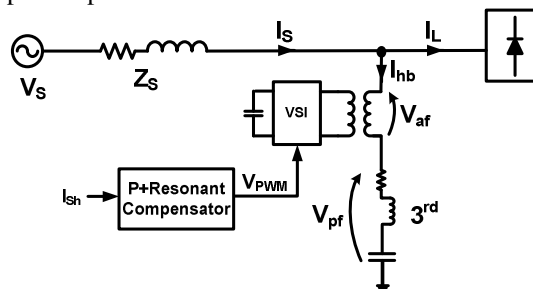 I_S
I_L
V_S
Z_S
I_hb
VSI
V_af
P+Resonant
Compensator
I_Sh
V_PWM
V_pf
3^rd